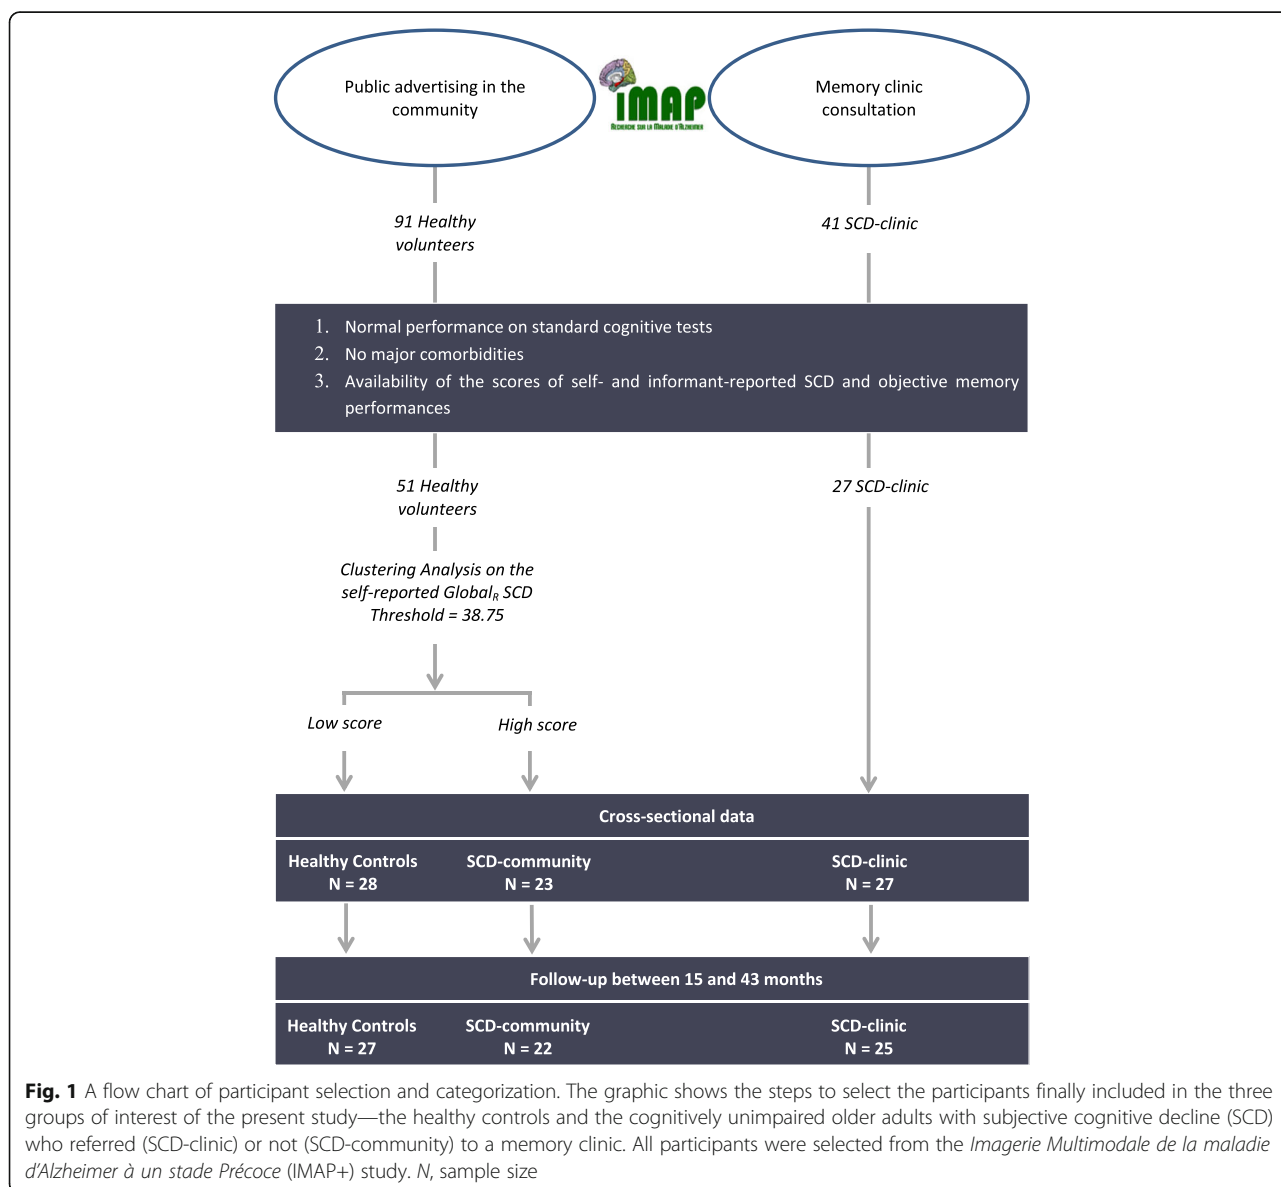 Public advertising in the
community
iMAP
RECHERCHE SUR LA MALADIE D'ALZHEIMER
Memory clinic
consultation
91 Healthy
volunteers
41 SCD-clinic
1. Normal performance on standard cognitive tests
2. No major comorbidities
3. Availability of the scores of self- and informant-reported SCD and objective memory
performances
51 Healthy
volunteers
27 SCD-clinic
Clustering Analysis on the
self-reported GlobalR SCD
Threshold = 38.75
Low score
High score
Cross-sectional data
Healthy Controls
N = 28
SCD-community
N = 23
SCD-clinic
N = 27
Follow-up between 15 and 43 months
Healthy Controls
N = 27
SCD-community
N = 22
SCD-clinic
N = 25
Fig. 1 A flow chart of participant selection and categorization. The graphic shows the steps to select the participants finally included in the three
groups of interest of the present study—the healthy controls and the cognitively unimpaired older adults with subjective cognitive decline (SCD)
who referred (SCD-clinic) or not (SCD-community) to a memory clinic. All participants were selected from the Imagerie Multimodale de la maladie
d'Alzheimer à un stade Précoce (IMAP+) study. N, sample size